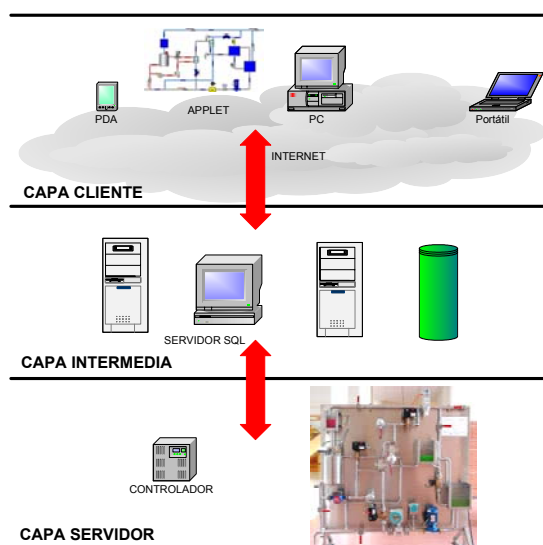 PDA
APPLET
PC
Portátil
INTERNET
CAPA CLIENTE
SERVIDOR SQL
CAPA INTERMEDIA
CONTROLADOR
CAPA SERVIDOR